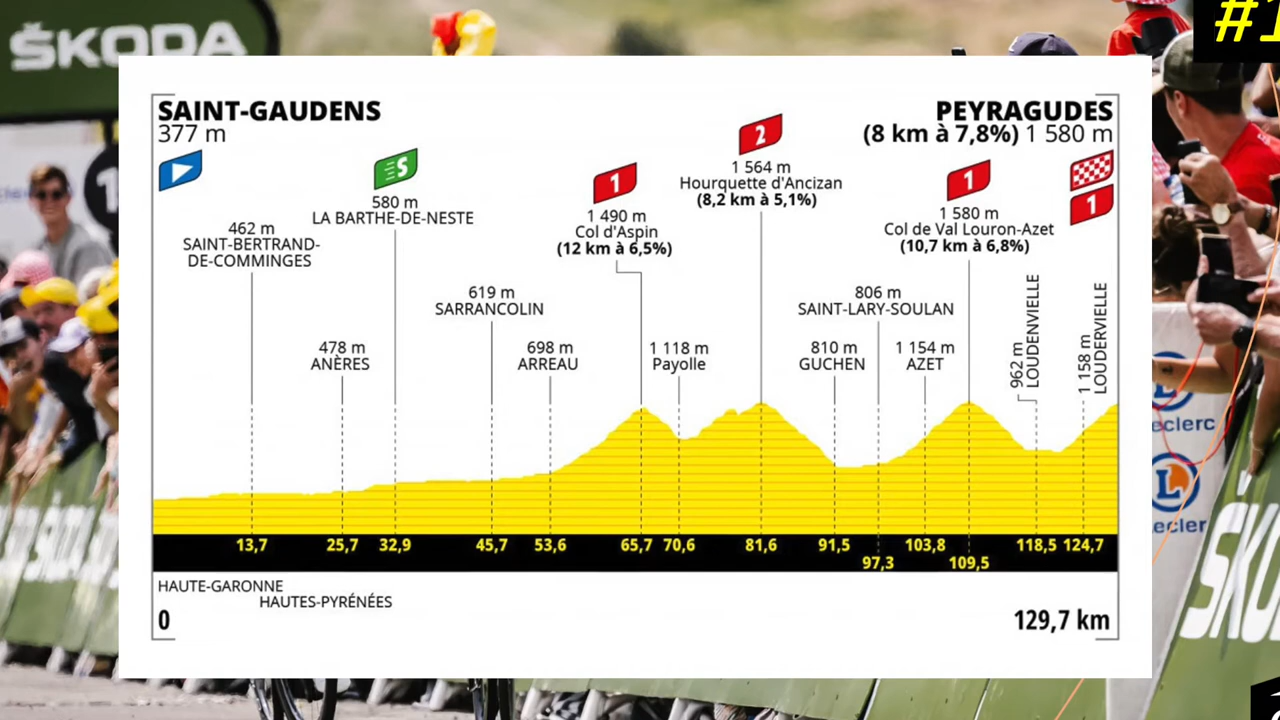 ŠKODA
#1
SAINT-GAUDENS
377 m
PEYRAGUDES
(8 km à 7,8%) 1 580 m
S
1
2
1
1
462 m
SAINT-BERTRAND-
DE-COMMINGES
478 m
ANÈRES
580 m
LA BARTHE-DE-NESTE
619 m
SARRANCOLIN
698 m
ARREAU
1 490 m
Col d'Aspin
(12 km à 6,5%)
1 118 m
Payolle
1 564 m
Hourquette d'Ancizan
(8,2 km à 5,1%)
810 m
GUCHEN
806 m
SAINT-LARY-SOULAN
1 154 m
AZET
1 580 m
Col de Val Louron-Azet
(10,7 km à 6,8%)
962 m
LOUDENVIELLE
1 158 m
LOUDERVIELLE
13,7 25,7 32,9 45,7 53,6 65,7 70,6 81,6 91,5 103,8 118,5 124,7
97,3 109,5
HAUTE-GARONNE
HAUTES-PYRÉNÉES
0
129,7 km
eclerc
L
ecler